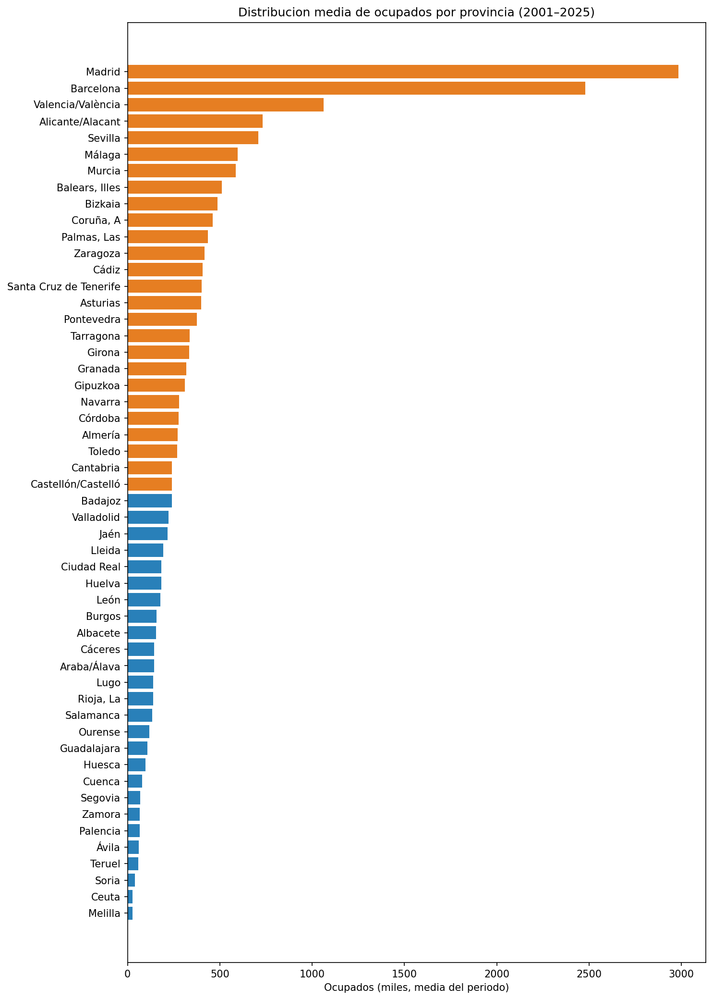 Distribucion media de ocupados por provincia (2001–2025)
Madrid
Barcelona
Valencia/València
Alicante/Alacant
Sevilla
Málaga
Murcia
Balears, Illes
Bizkaia
Coruña, A
Palmas, Las
Zaragoza
Cádiz
Santa Cruz de Tenerife
Asturias
Pontevedra
Tarragona
Girona
Granada
Gipuzkoa
Navarra
Córdoba
Almería
Toledo
Cantabria
Castellón/Castelló
Badajoz
Valladolid
Jaén
Lleida
Ciudad Real
Huelva
León
Burgos
Albacete
Cáceres
Araba/Álava
Lugo
Rioja, La
Salamanca
Ourense
Guadalajara
Huesca
Cuenca
Segovia
Zamora
Palencia
Ávila
Teruel
Soria
Ceuta
Melilla
0 500 1000 1500 2000 2500 3000
Ocupados (miles, media del periodo)